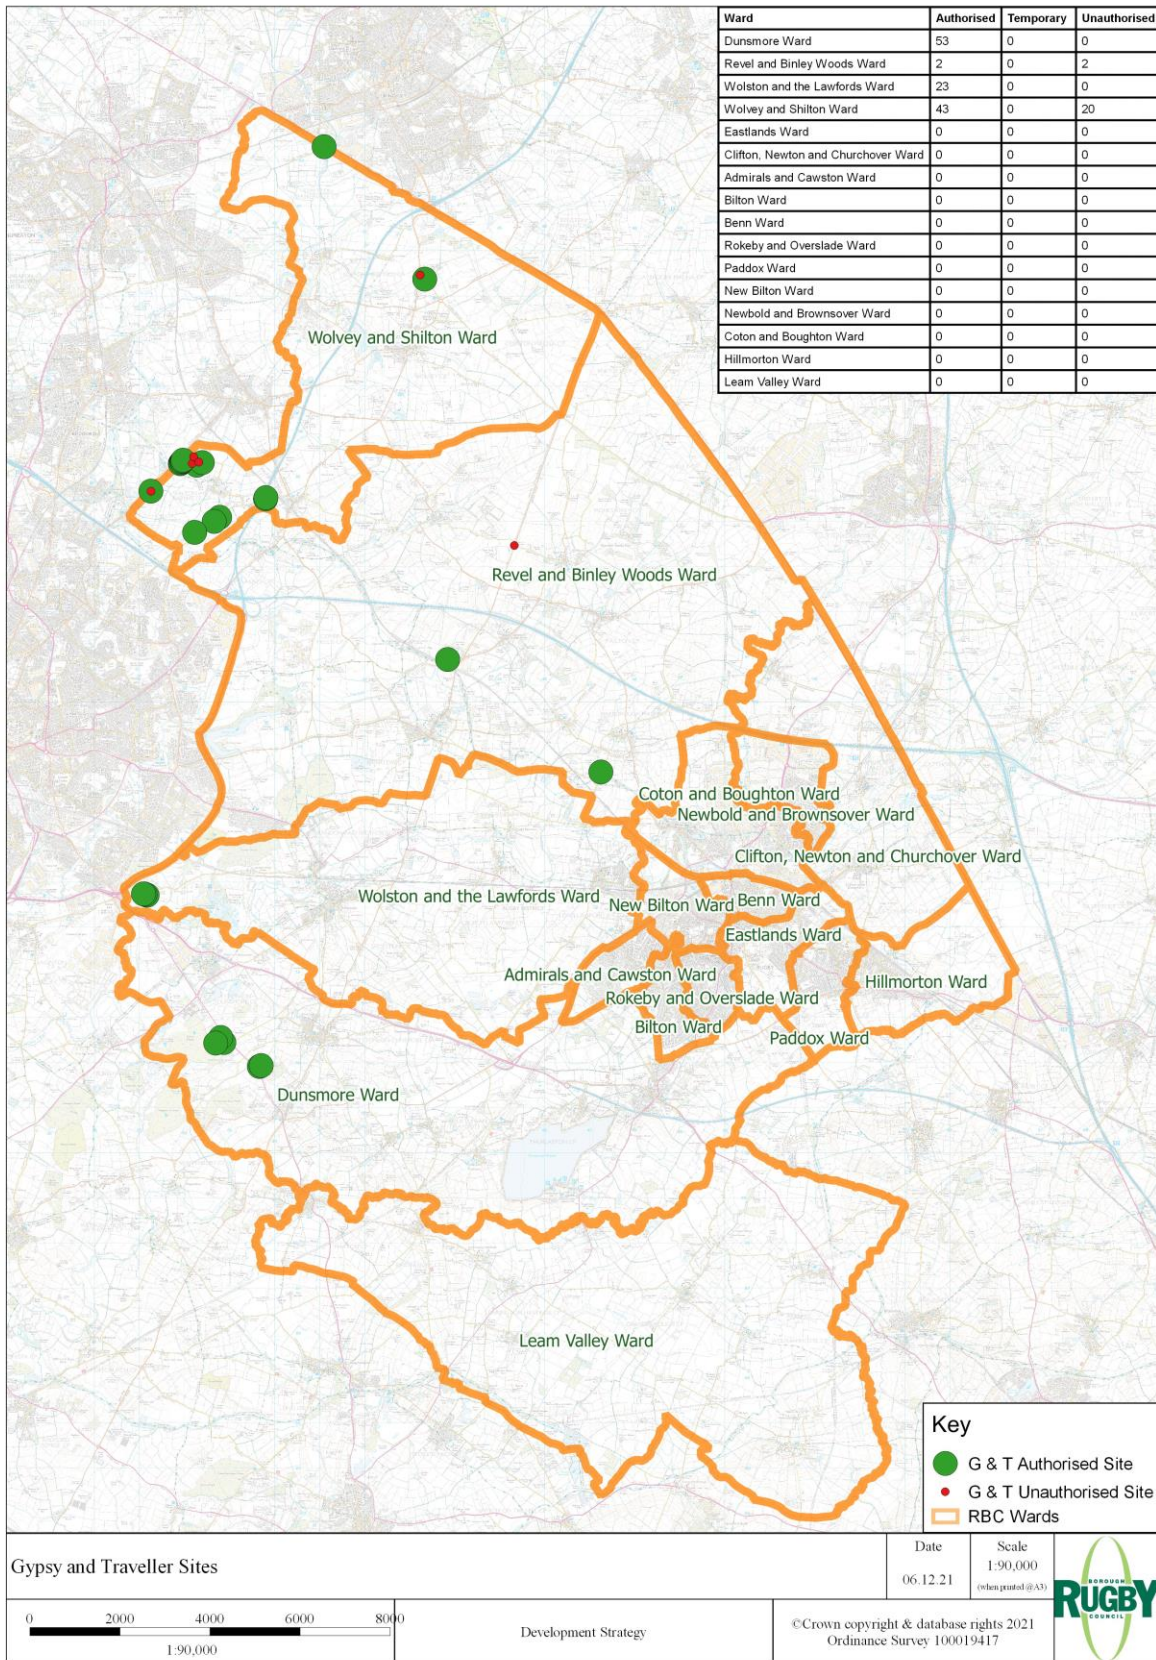 Ward Authorised Temporary Unauthorised
Dunsmore Ward 53 0 0
Revel and Binley Woods Ward 2 0 2
Wolston and the Lawfords Ward 23 0 0
Wolvey and Shilton Ward 43 0 20
Eastlands Ward 0 0 0
Clifton, Newton and Churchover Ward 0 0 0
Admirals and Cawston Ward 0 0 0
Bilton Ward 0 0 0
Benn Ward 0 0 0
Rokeby and Overslade Ward 0 0 0
Paddox Ward 0 0 0
New Bilton Ward 0 0 0
Newbold and Brownsover Ward 0 0 0
Coton and Boughton Ward 0 0 0
Hillmorton Ward 0 0 0
Leam Valley Ward 0 0 0
Wolvey and Shilton Ward
Revel and Binley Woods Ward
Coton and Boughton Ward
Newbold and Brownsover Ward
Clifton, Newton and Churchover Ward
Wolston and the Lawfords Ward
New Bilton Ward
Benn Ward
Eastlands Ward
Admirals and Cawston Ward
Hillmorton Ward
Rokeby and Overslade Ward
Bilton Ward
Paddox Ward
Dunsmore Ward
Leam Valley Ward
Key
G & T Authorised Site
G & T Unauthorised Site
RBC Wards
Gypsy and Traveller Sites
Date
06.12.21
Scale
1:90,000
(when printed @A3)
BOROUGH
RUGBY
COUNCIL
0 2000 4000 6000 8000
1:90,000
Development Strategy
©Crown copyright & database rights 2021
Ordinance Survey 100019417